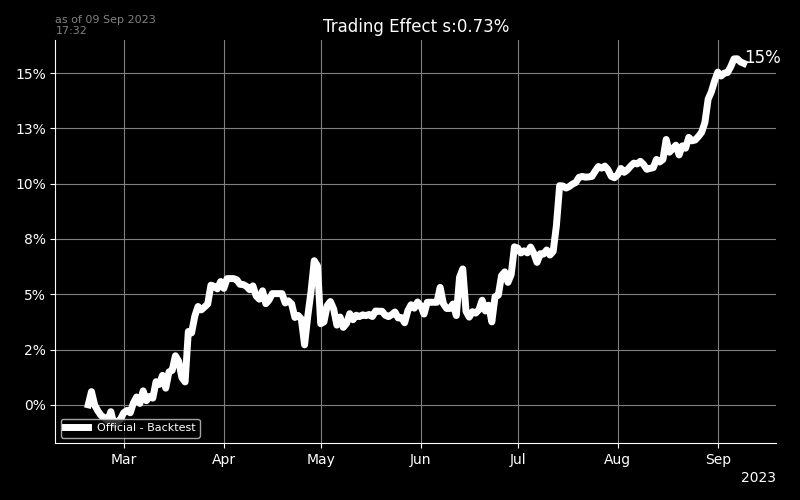 as of 09 Sep 2023
17:32
Trading Effect s:0.73%
15%
15%
13%
10%
8%
5%
2%
0%
Official - Backtest
Mar Apr May Jun Jul Aug Sep
2023